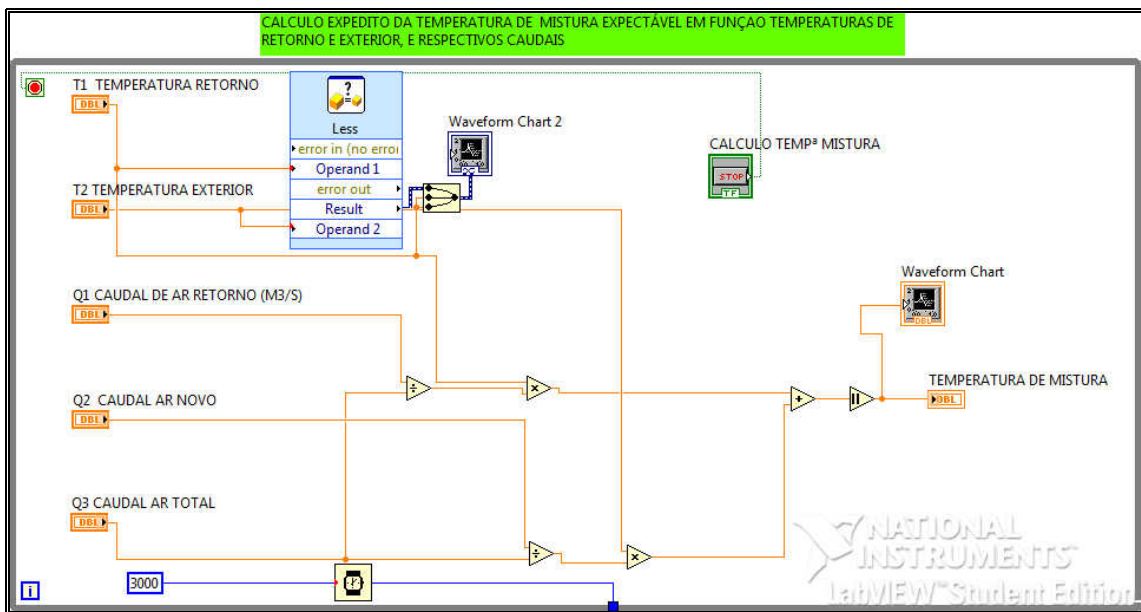 CALCULO EXPEDITO DA TEMPERATURA DE MISTURA EXPECTÁVEL EM FUNÇAO TEMPERATURAS DE
RETORNO E EXTERIOR, E RESPECTIVOS CAUDAIS
T1 TEMPERATURA RETORNO
DBL
?
Less
error in (no erro
Operand 1
error out
Result
Operand 2
Waveform Chart 2
CALCULO TEMPª MISTURA
STOP
TF
T2 TEMPERATURA EXTERIOR
DBL
Q1 CAUDAL DE AR RETORNO (M3/S)
DBL
Waveform Chart
DBL
Q2 CAUDAL AR NOVO
DBL
÷
×
+
TEMPERATURA DE MISTURA
DBL
Q3 CAUDAL AR TOTAL
DBL
÷
×
3000
i
NATIONAL
INSTRUMENTS
LabVIEW™ Student Edition